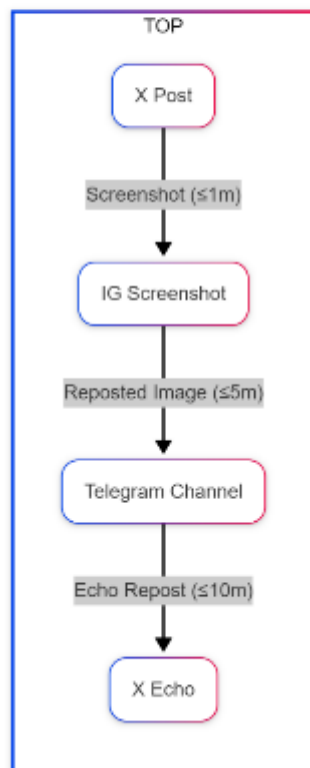 TOP
X Post
Screenshot (≤1m)
IG Screenshot
Reposted Image (≤5m)
Telegram Channel
Echo Repost (≤10m)
X Echo